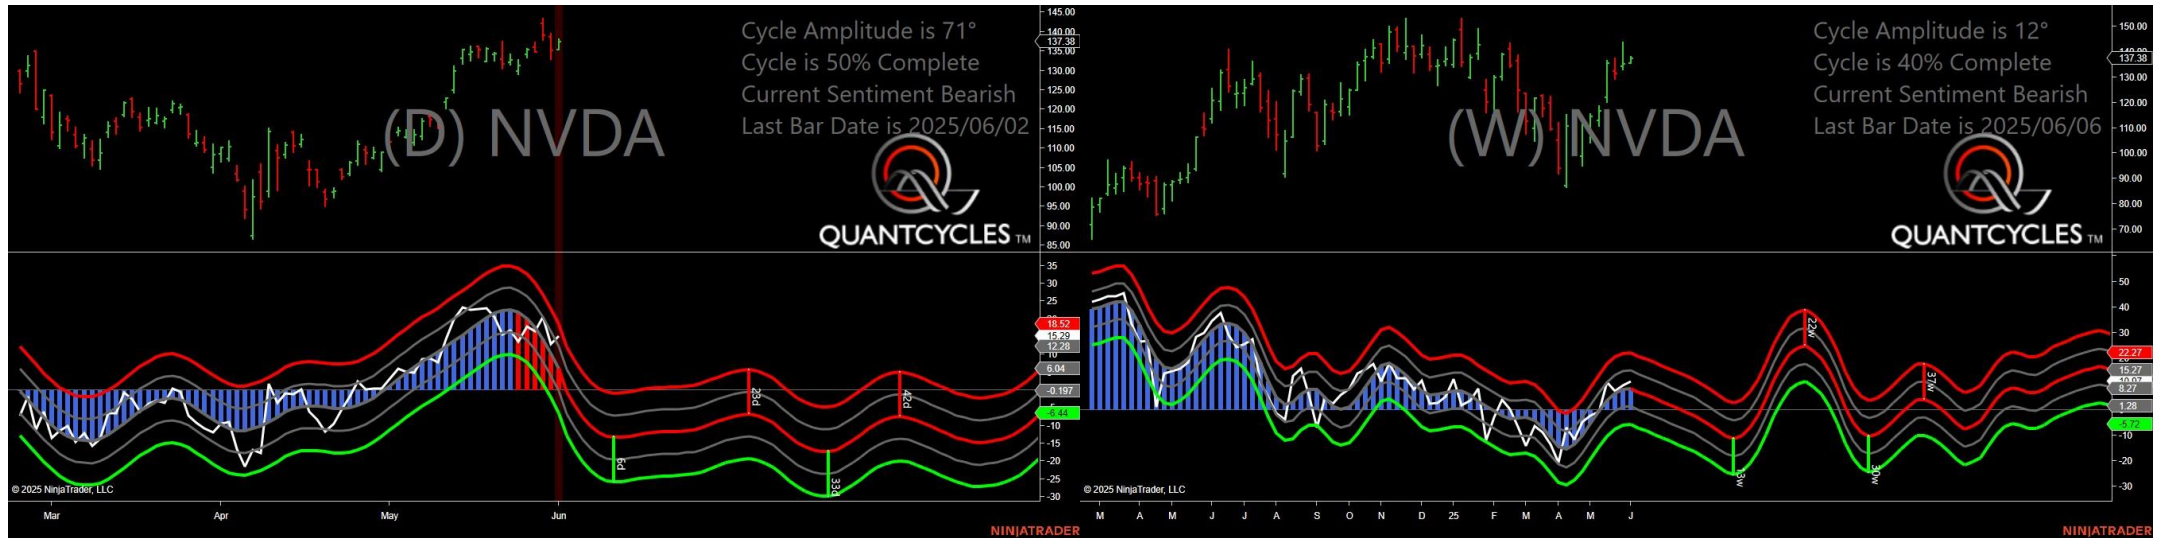 Cycle Amplitude is 71°
Cycle is 50% Complete
Current Sentiment Bearish
Last Bar Date is 2025/06/02
(D) NVDA
QUANTCYCLES TM
145.00
140.00
137.38
135.00
130.00
125.00
120.00
115.00
110.00
105.00
100.00
95.00
90.00
85.00
35
30
25
18.52
15.29
12.28
10
6.04
-0.197
-6.44
-10
-15
-20
-25
-30
6d
23d
33d
42d
© 2025 NinjaTrader, LLC
Mar
Apr
May
Jun
NINJATRADER
Cycle Amplitude is 12°
Cycle is 40% Complete
Current Sentiment Bearish
Last Bar Date is 2025/06/06
(W) NVDA
QUANTCYCLES TM
150.00
140.00
137.38
130.00
120.00
110.00
100.00
90.00
80.00
70.00
50
40
30
22.27
15.27
8.27
1.28
-5.72
-10
-20
-30
13w
22w
30w
37w
© 2025 NinjaTrader, LLC
M
A
M
J
J
A
S
O
N
D
25
F
M
A
M
J
NINJATRADER